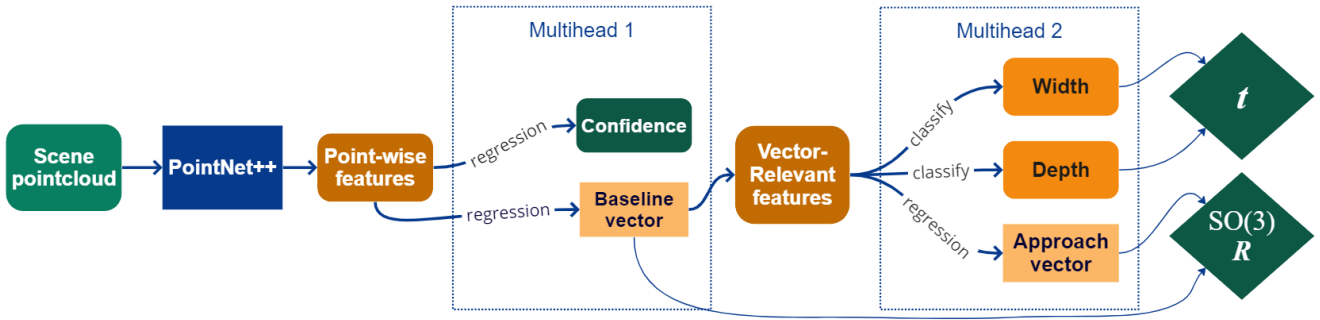 Multihead 1
Multihead 2
Scene
pointcloud
PointNet++
Point-wise
features
regression
Confidence
regression
Baseline
vector
Vector-
Relevant
features
classify
Width
classify
Depth
regression
Approach
vector
t
SO(3)
R